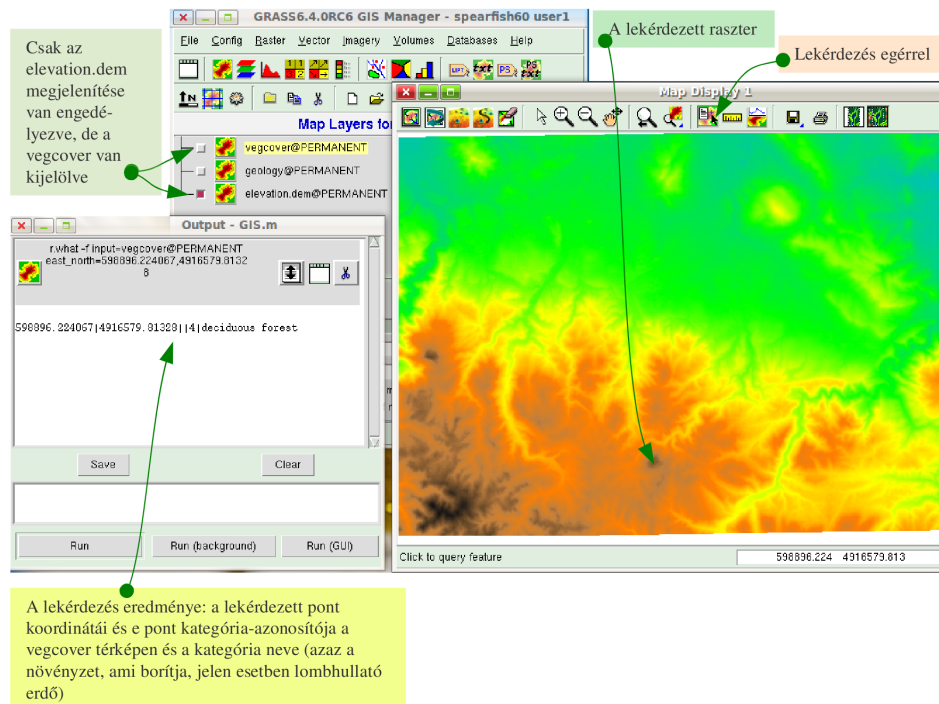 GRASS6.4.0RC6 GIS Manager - spearfish60 user1
File Config Raster Vector Imagery Volumes Databases Help
Map Layers for
vegcover@PERMANENT
geology@PERMANENT
elevation.dem@PERMANENT
Csak az
elevation.dem
megjelenítése
van engedé-
lyezve, de a
vegcover van
kijelölve
A lekérdezett raszter
Lekérdezés egérrel
Map Display 1
Output - GIS.m
r.what -f input=vegcover@PERMANENT
east_north=598896.224067,4916579.8132
8
598896.224067|4916579.81328||4|deciduous forest
Save Clear
Run Run (background) Run (GUI)
Click to query feature 598896.224 4916579.813
A lekérdezés eredménye: a lekérdezett pont
koordinátái és e pont kategória-azonosítója a
vegcover térképen és a kategória neve (azaz a
növényzet, ami borítja, jelen esetben lombhullató
erdő)